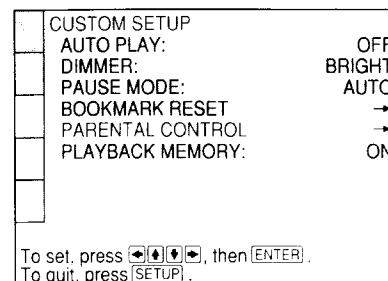 CUSTOM SETUP
AUTO PLAY: OFF
DIMMER: BRIGHT
PAUSE MODE: AUTO
BOOKMARK RESET →
PARENTAL CONTROL →
PLAYBACK MEMORY: ON
To set, press ←↑↓→, then ENTER.
To quit, press SETUP.